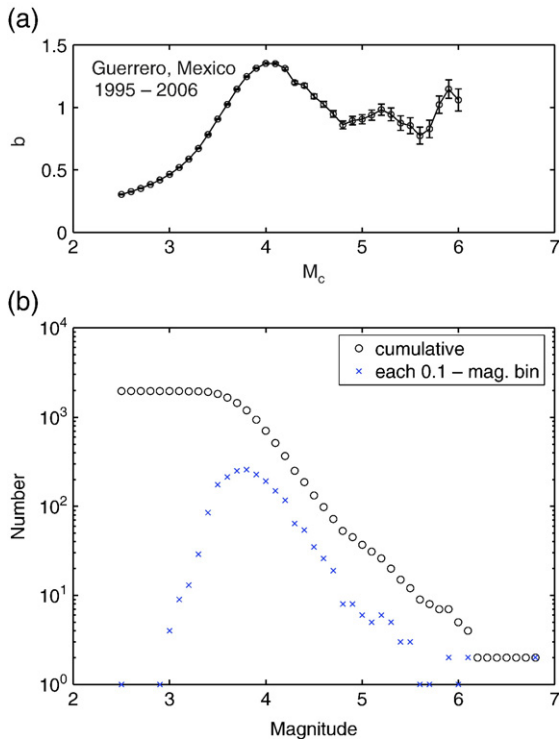 (a)
1.5
1
0.5
0
b
Guerrero, Mexico
1995 – 2006
2 3 4 5 6 7
M_c
(b)
10^4
10^3
10^2
10^1
10^0
Number
cumulative
each 0.1 – mag. bin
2 3 4 5 6 7
Magnitude